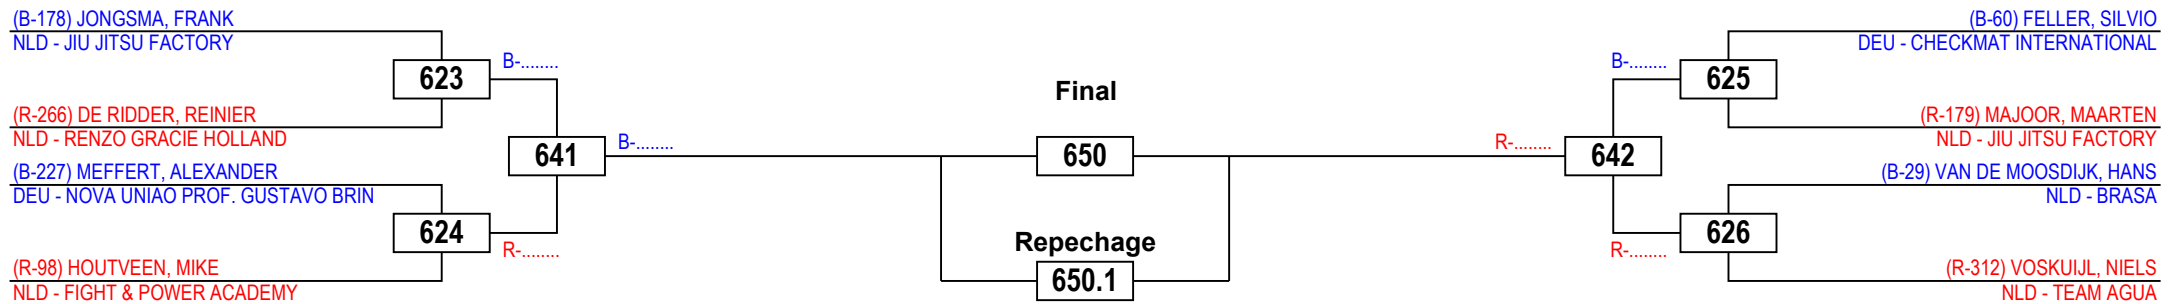 (B-178) JONGSMA, FRANK
NLD - JIU JITSU FACTORY
623
B-........
(R-266) DE RIDDER, REINIER
NLD - RENZO GRACIE HOLLAND
641
B-........
(B-227) MEFFERT, ALEXANDER
DEU - NOVA UNIAO PROF. GUSTAVO BRIN
624
R-........
(R-98) HOUTVEEN, MIKE
NLD - FIGHT & POWER ACADEMY
Final
650
Repechage
650.1
(B-60) FELLER, SILVIO
DEU - CHECKMAT INTERNATIONAL
B-........
625
(R-179) MAJOOR, MAARTEN
NLD - JIU JITSU FACTORY
R-........
642
(B-29) VAN DE MOOSDIJK, HANS
NLD - BRASA
626
R-........
(R-312) VOSKUIJL, NIELS
NLD - TEAM AGUA